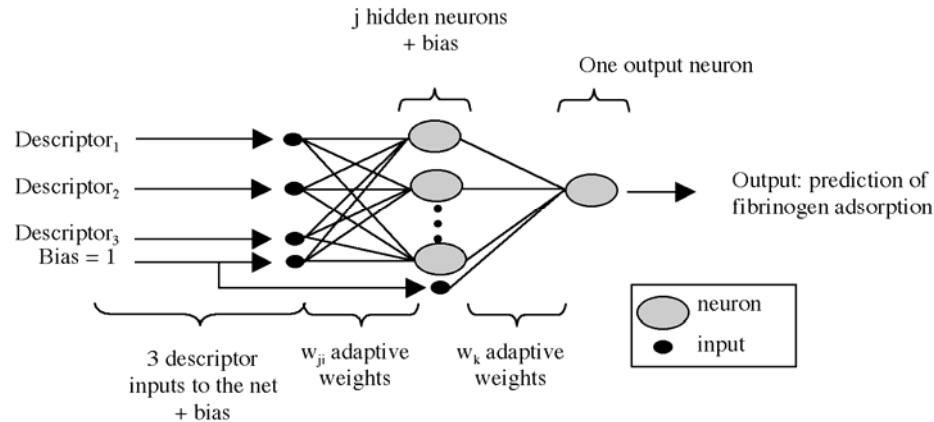 j hidden neurons
+ bias
One output neuron
Descriptor₁
Descriptor₂
Descriptor₃
Bias = 1
Output: prediction of
fibrinogen adsorption
neuron
input
3 descriptor
inputs to the net
+ bias
wⱼᵢ adaptive
weights
wₖ adaptive
weights